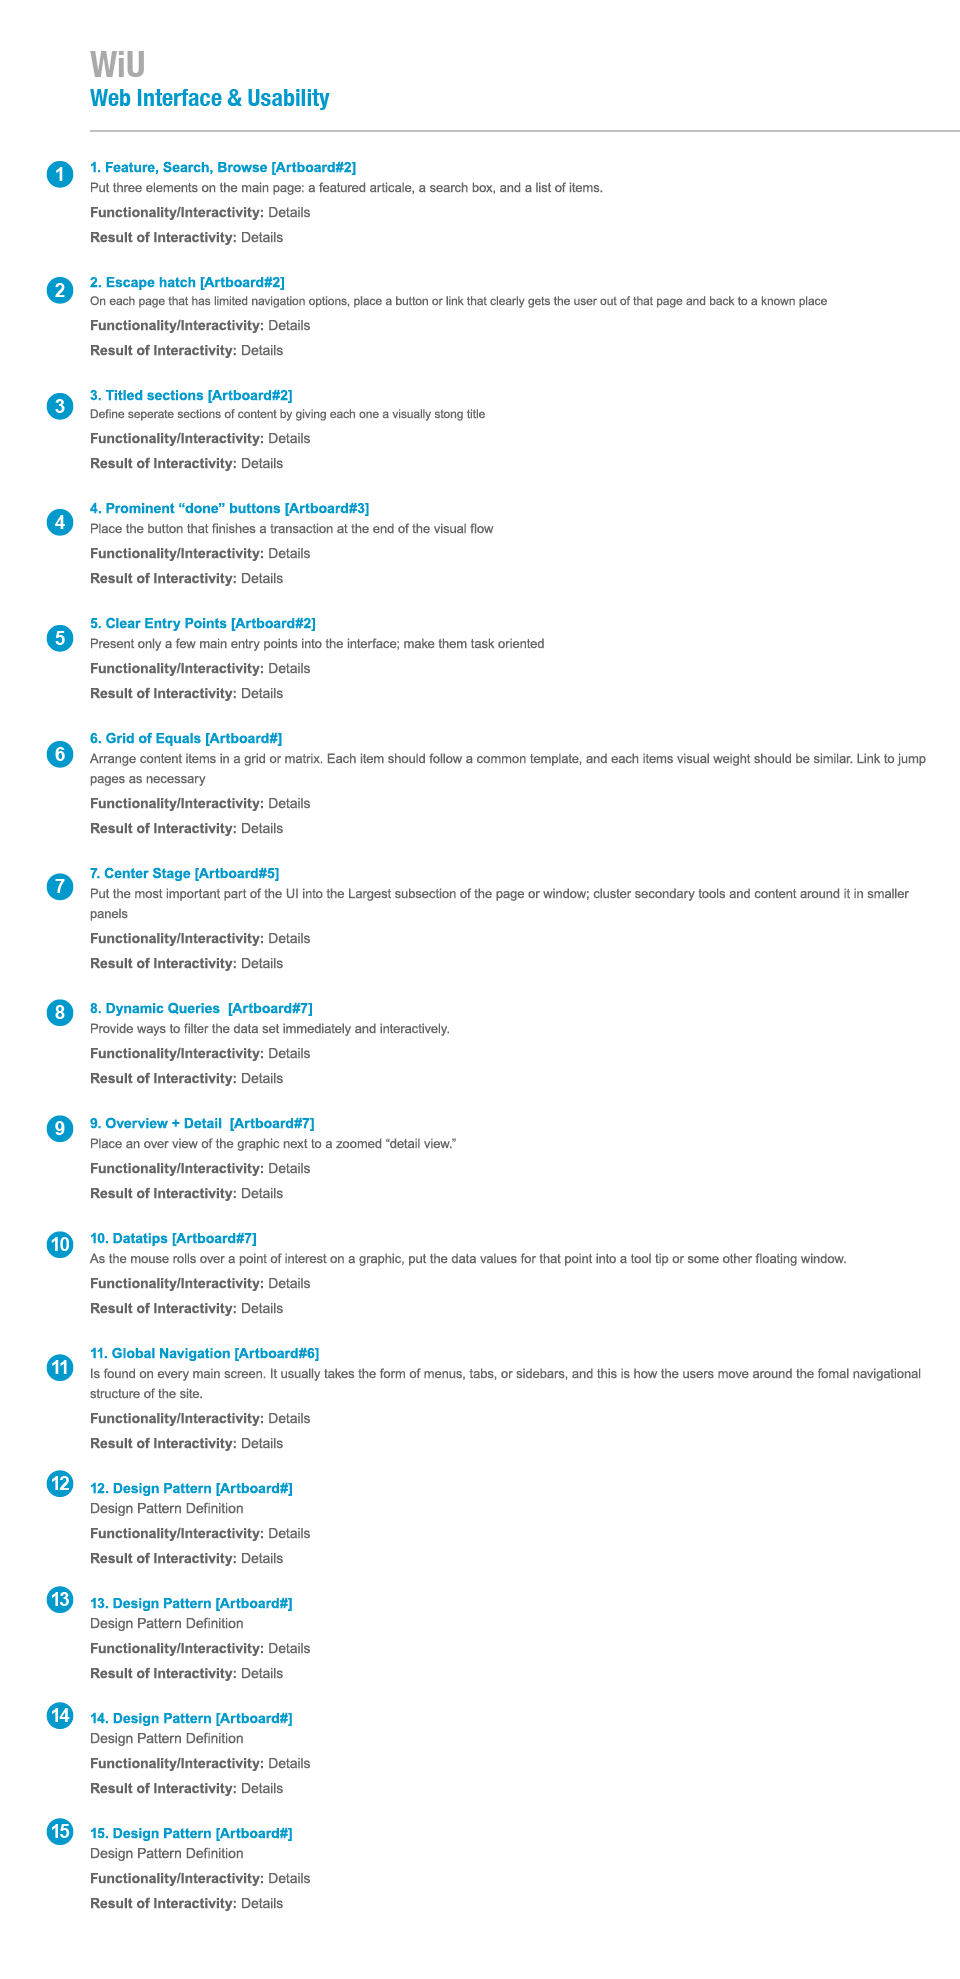 WiU
Web Interface & Usability
1
1. Feature, Search, Browse [Artboard#2]
Put three elements on the main page: a featured articale, a search box, and a list of items.
Functionality/Interactivity: Details
Result of Interactivity: Details
2
2. Escape hatch [Artboard#2]
On each page that has limited navigation options, place a button or link that clearly gets the user out of that page and back to a known place
Functionality/Interactivity: Details
Result of Interactivity: Details
3
3. Titled sections [Artboard#2]
Define seperate sections of content by giving each one a visually stong title
Functionality/Interactivity: Details
Result of Interactivity: Details
4
4. Prominent “done” buttons [Artboard#3]
Place the button that finishes a transaction at the end of the visual flow
Functionality/Interactivity: Details
Result of Interactivity: Details
5
5. Clear Entry Points [Artboard#2]
Present only a few main entry points into the interface; make them task oriented
Functionality/Interactivity: Details
Result of Interactivity: Details
6
6. Grid of Equals [Artboard#]
Arrange content items in a grid or matrix. Each item should follow a common template, and each items visual weight should be similar. Link to jump
pages as necessary
Functionality/Interactivity: Details
Result of Interactivity: Details
7
7. Center Stage [Artboard#5]
Put the most important part of the UI into the Largest subsection of the page or window; cluster secondary tools and content around it in smaller
panels
Functionality/Interactivity: Details
Result of Interactivity: Details
8
8. Dynamic Queries  [Artboard#7]
Provide ways to filter the data set immediately and interactively.
Functionality/Interactivity: Details
Result of Interactivity: Details
9
9. Overview + Detail  [Artboard#7]
Place an over view of the graphic next to a zoomed “detail view.”
Functionality/Interactivity: Details
Result of Interactivity: Details
10
10. Datatips [Artboard#7]
As the mouse rolls over a point of interest on a graphic, put the data values for that point into a tool tip or some other floating window.
Functionality/Interactivity: Details
Result of Interactivity: Details
11
11. Global Navigation [Artboard#6]
Is found on every main screen. It usually takes the form of menus, tabs, or sidebars, and this is how the users move around the fomal navigational
structure of the site.
Functionality/Interactivity: Details
Result of Interactivity: Details
12
12. Design Pattern [Artboard#]
Design Pattern Definition
Functionality/Interactivity: Details
Result of Interactivity: Details
13
13. Design Pattern [Artboard#]
Design Pattern Definition
Functionality/Interactivity: Details
Result of Interactivity: Details
14
14. Design Pattern [Artboard#]
Design Pattern Definition
Functionality/Interactivity: Details
Result of Interactivity: Details
15
15. Design Pattern [Artboard#]
Design Pattern Definition
Functionality/Interactivity: Details
Result of Interactivity: Details